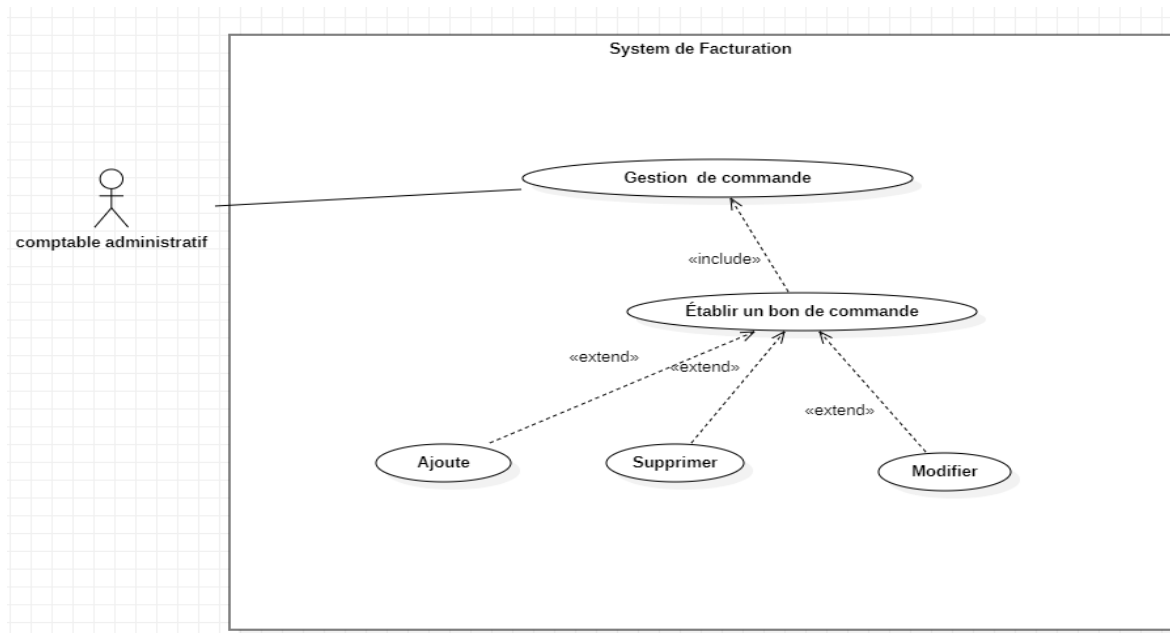 System de Facturation
Gestion de commande
comptable administratif
«include»
Établir un bon de commande
«extend»
«extend»
«extend»
Ajoute
Supprimer
Modifier